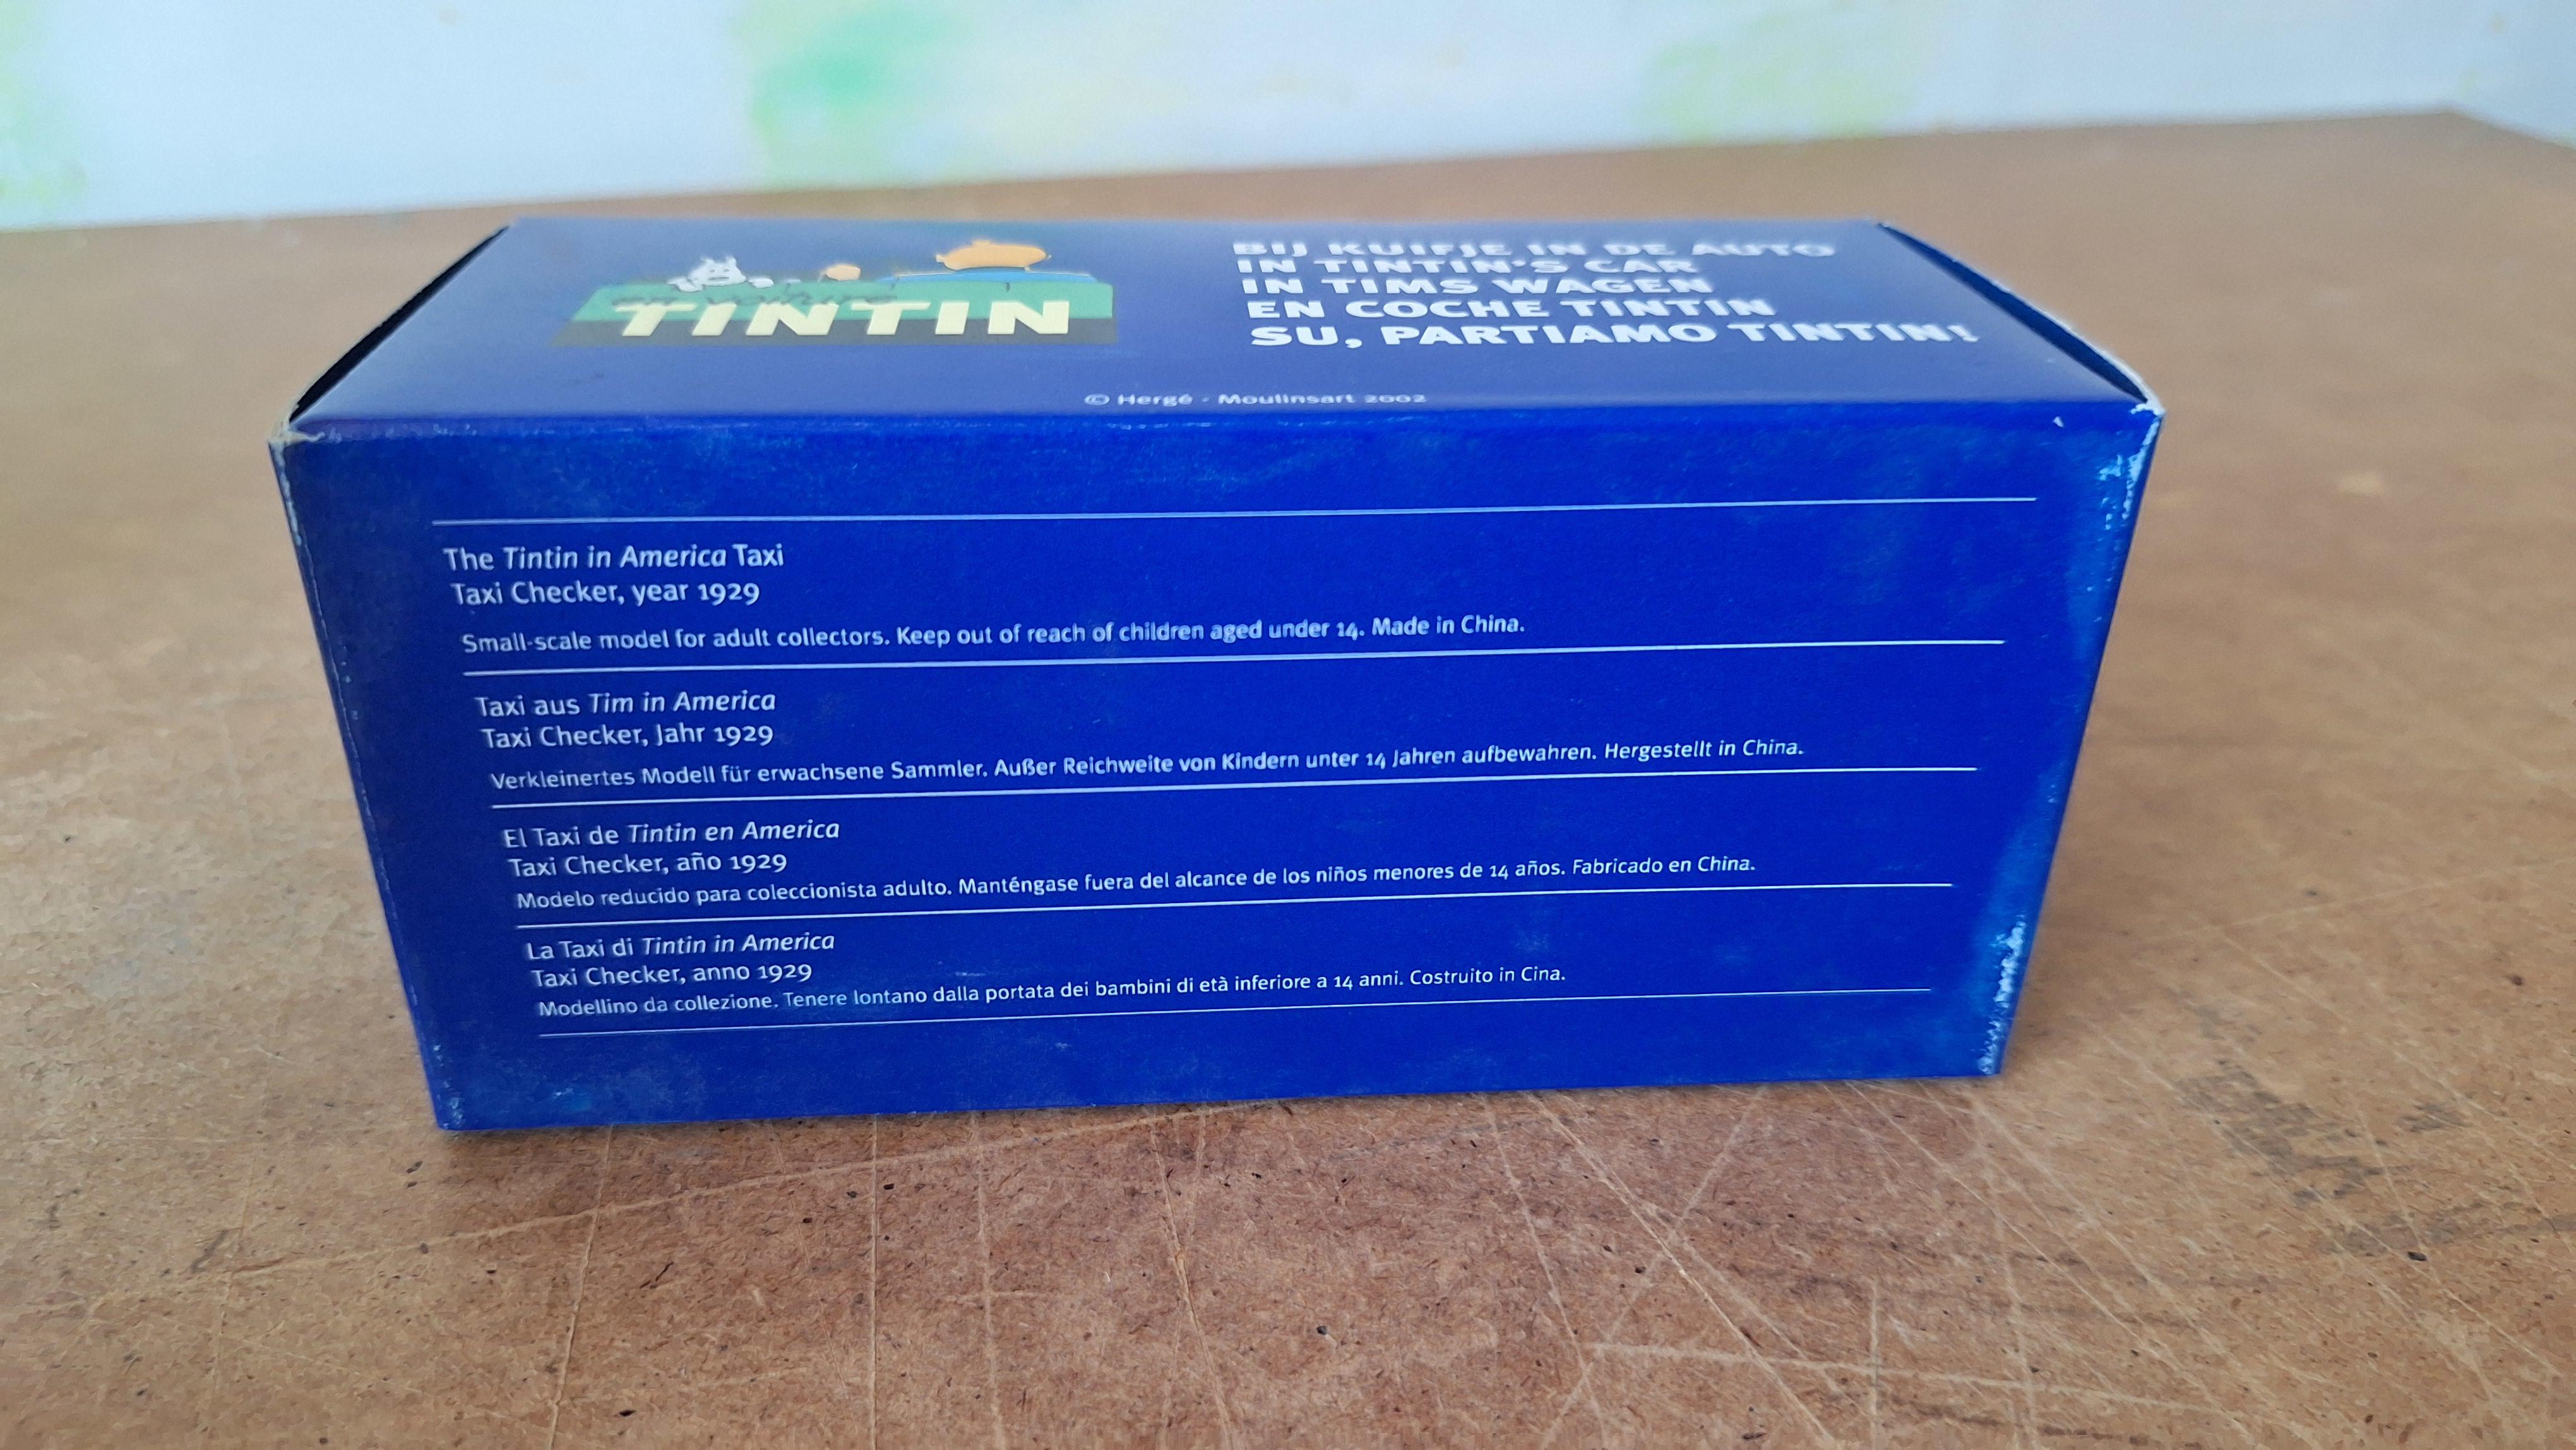 en voiture
TINTIN
BIJ KUIFJE IN DE AUTO
IN TINTIN'S CAR
IN TIMS WAGEN
EN COCHE TINTIN
SU, PARTIAMO TINTIN!
© Hergé - Moulinsart 2002
The Tintin in America Taxi
Taxi Checker, year 1929
Small-scale model for adult collectors. Keep out of reach of children aged under 14. Made in China.
Taxi aus Tim in America
Taxi Checker, Jahr 1929
Verkleinertes Modell für erwachsene Sammler. Außer Reichweite von Kindern unter 14 Jahren aufbewahren. Hergestellt in China.
El Taxi de Tintin en America
Taxi Checker, año 1929
Modelo reducido para coleccionista adulto. Manténgase fuera del alcance de los niños menores de 14 años. Fabricado en China.
La Taxi di Tintin in America
Taxi Checker, anno 1929
Modellino da collezione. Tenere lontano dalla portata dei bambini di età inferiore a 14 anni. Costruito in Cina.